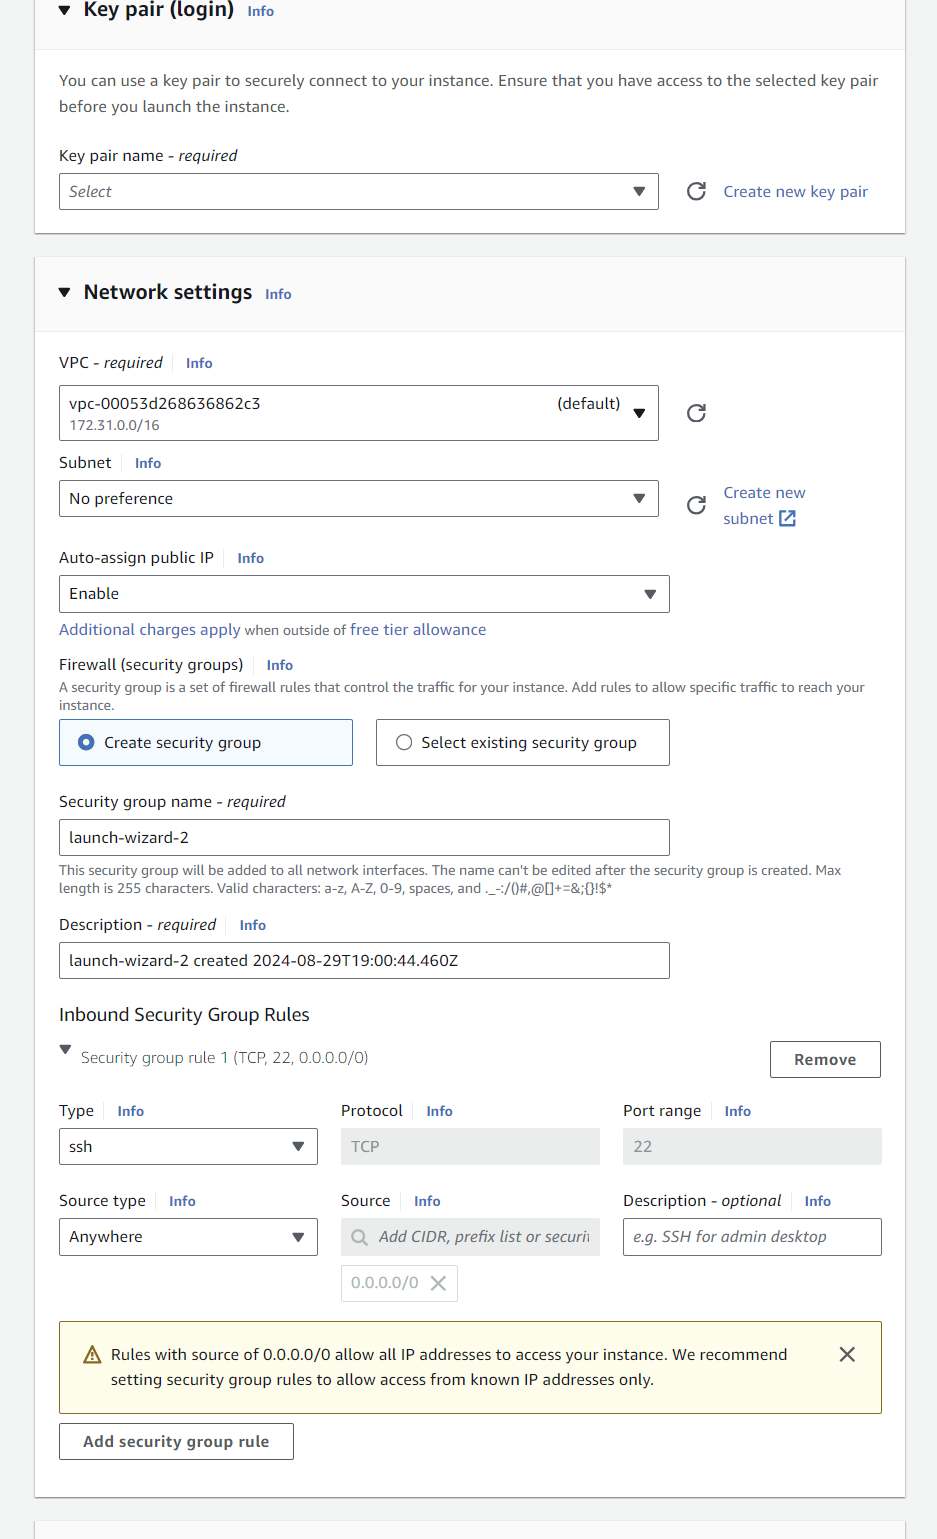 Key pair (login) Info
You can use a key pair to securely connect to your instance. Ensure that you have access to the selected key pair
before you launch the instance.
Key pair name - required
Select
Create new key pair
Network settings Info
VPC - required Info
vpc-00053d268636862c3 (default)
172.31.0.0/16
Subnet Info
No preference
Create new
subnet
Auto-assign public IP Info
Enable
Additional charges apply when outside of free tier allowance
Firewall (security groups) Info
A security group is a set of firewall rules that control the traffic for your instance. Add rules to allow specific traffic to reach your
instance.
Create security group Select existing security group
Security group name - required
launch-wizard-2
This security group will be added to all network interfaces. The name can't be edited after the security group is created. Max
length is 255 characters. Valid characters: a-z, A-Z, 0-9, spaces, and ._-:/()#,@[]+=&;{}!$*
Description - required Info
launch-wizard-2 created 2024-08-29T19:00:44.460Z
Inbound Security Group Rules
Security group rule 1 (TCP, 22, 0.0.0.0/0) Remove
Type Info Protocol Info Port range Info
ssh TCP 22
Source type Info Source Info Description - optional Info
Anywhere Add CIDR, prefix list or securi e.g. SSH for admin desktop
0.0.0.0/0
Rules with source of 0.0.0.0/0 allow all IP addresses to access your instance. We recommend
setting security group rules to allow access from known IP addresses only.
Add security group rule